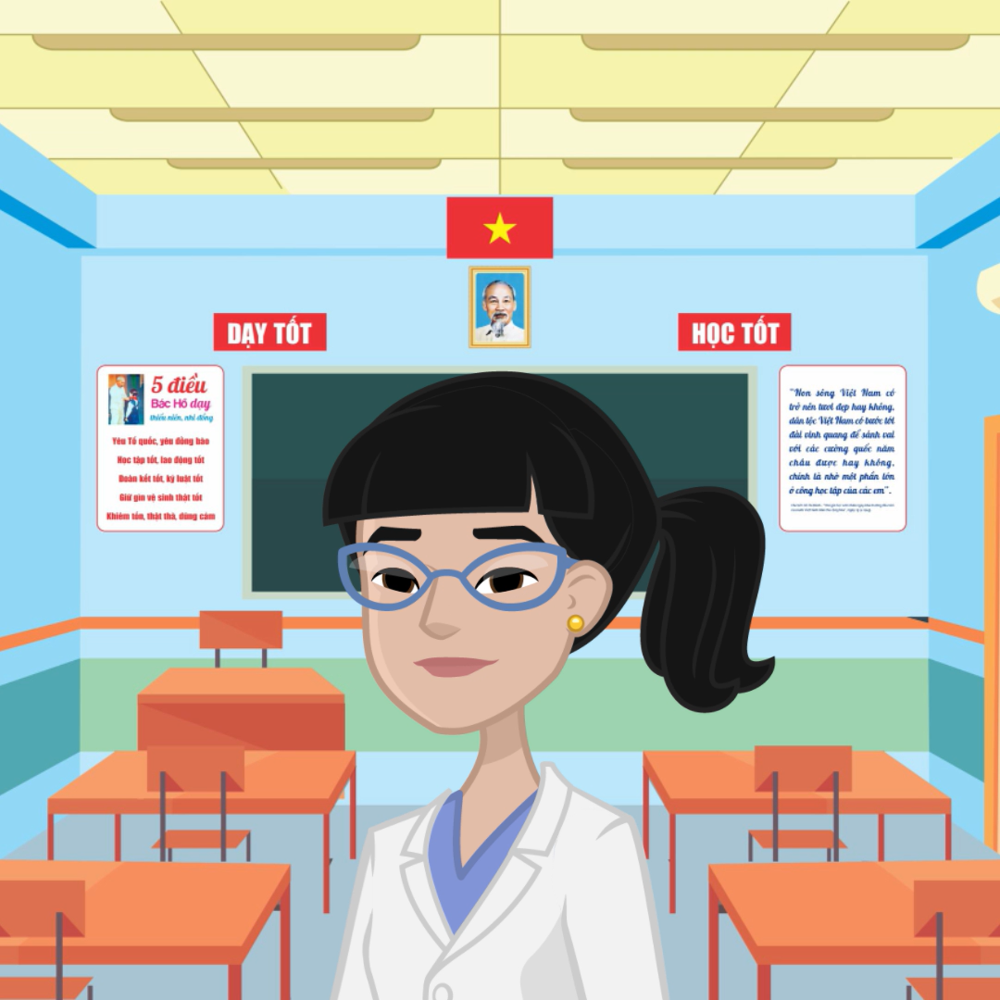 DẠY TỐT
HỌC TỐT
5 điều
Bác Hồ dạy
thiếu niên, nhi đồng
Yêu Tổ quốc, yêu đồng bào
Học tập tốt, lao động tốt
Đoàn kết tốt, kỷ luật tốt
Giữ gìn vệ sinh thật tốt
Khiêm tốn, thật thà, dũng cảm
"Non sông Việt Nam có
trở nên tươi đẹp hay không,
dân tộc Việt Nam có bước tới
đài vinh quang để sánh vai
với các cường quốc năm
châu được hay không,
chính là nhờ một phần lớn
ở công học tập của các em".